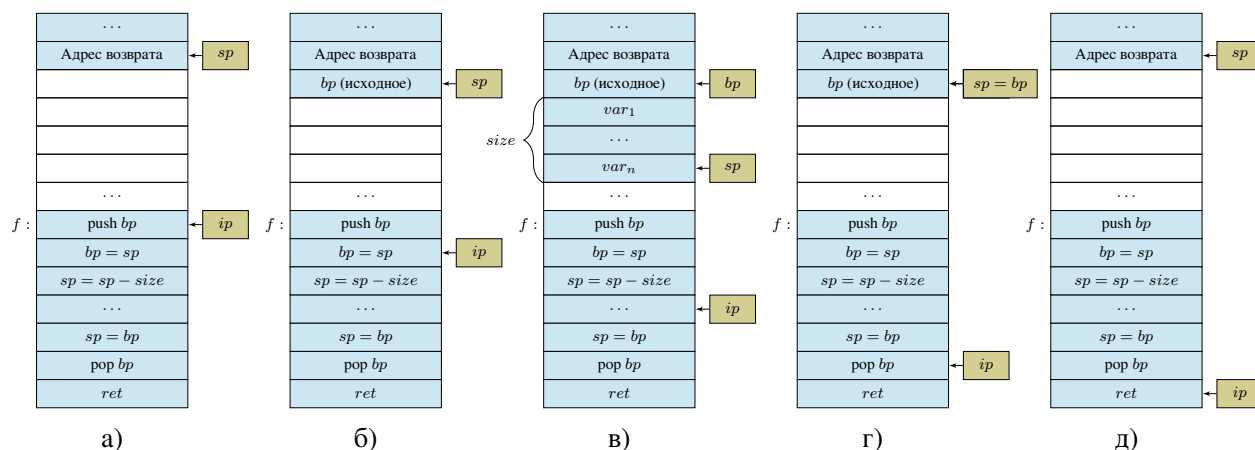 ...
Адрес возврата
sp
...
push bp
f :
ip
bp = sp
sp = sp − size
...
sp = bp
pop bp
ret
а)
...
Адрес возврата
bp (исходное)
sp
...
push bp
f :
bp = sp
ip
sp = sp − size
...
sp = bp
pop bp
ret
б)
...
Адрес возврата
bp (исходное)
bp
var1
size
...
varn
sp
...
push bp
f :
bp = sp
sp = sp − size
...
ip
sp = bp
pop bp
ret
в)
...
Адрес возврата
bp (исходное)
sp = bp
...
push bp
f :
bp = sp
sp = sp − size
...
sp = bp
pop bp
ip
ret
г)
...
Адрес возврата
sp
...
push bp
f :
bp = sp
sp = sp − size
...
sp = bp
pop bp
ret
ip
д)